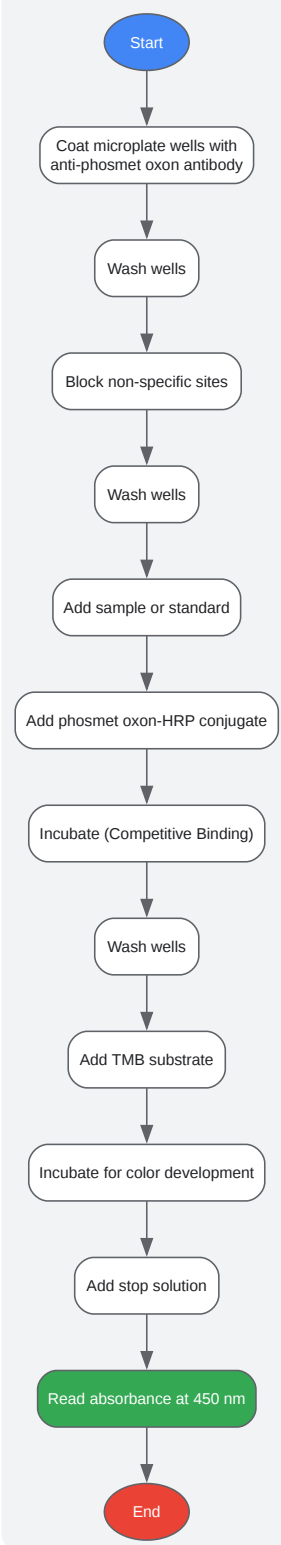 Start
Coat microplate wells with
anti-phosmet oxon antibody
Wash wells
Block non-specific sites
Wash wells
Add sample or standard
Add phosmet oxon-HRP conjugate
Incubate (Competitive Binding)
Wash wells
Add TMB substrate
Incubate for color development
Add stop solution
Read absorbance at 450 nm
End